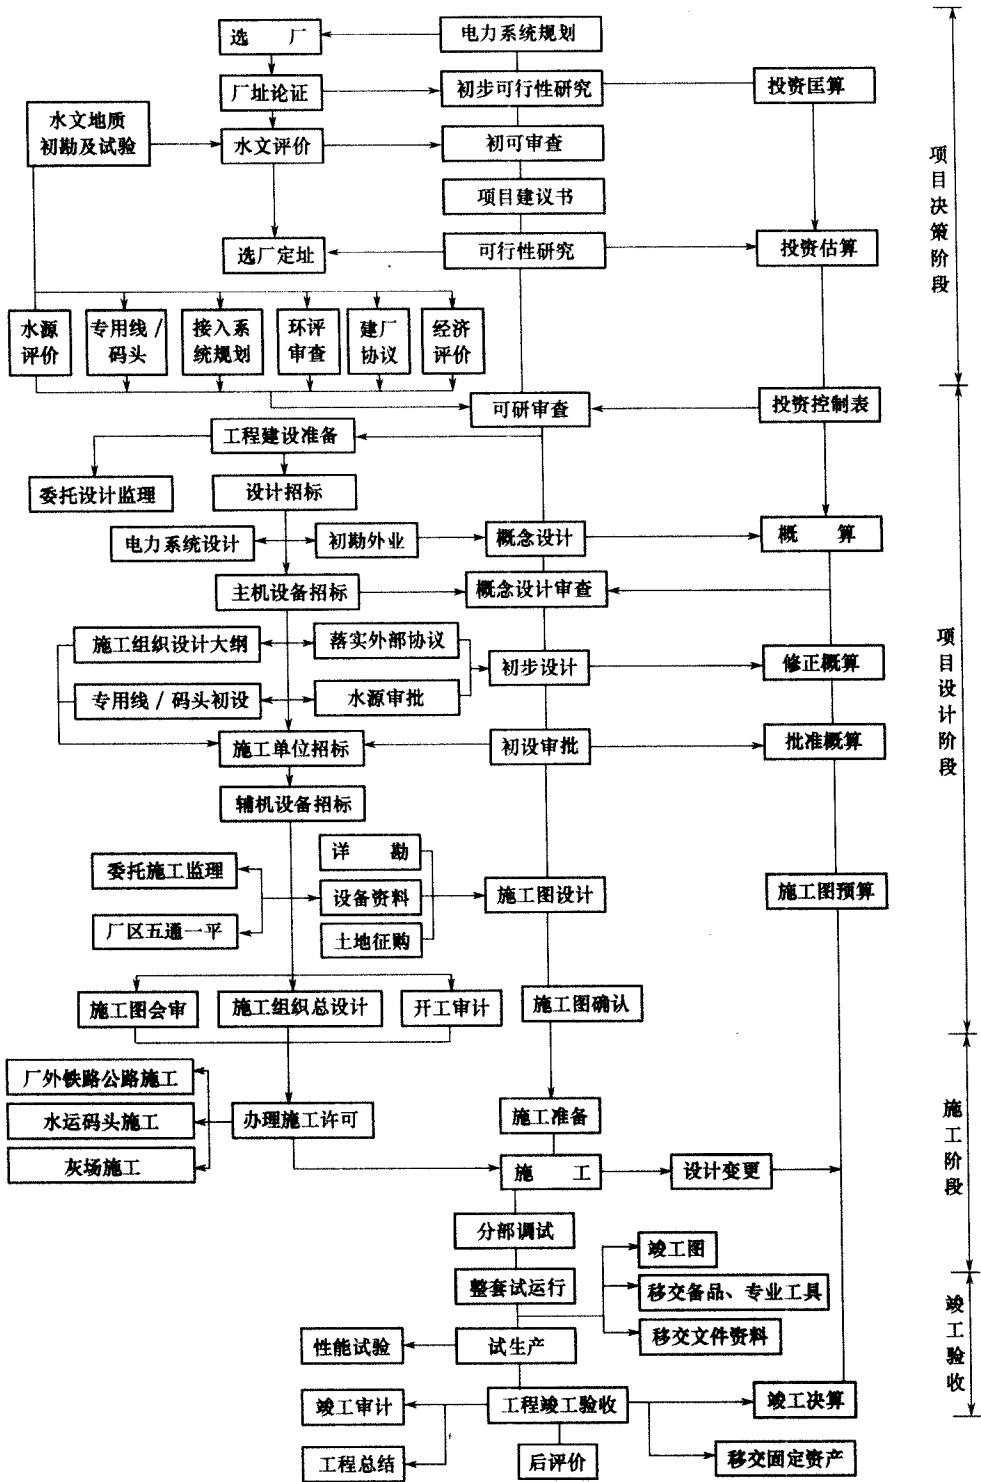 选 厂
电力系统规划
厂址论证
初步可行性研究
投资匡算
水文地质
初勘及试验
水文评价
初可审查
项目建议书
选厂定址
可行性研究
投资估算
项目决策阶段
水源
评价
专用线 /
码头
接入系
统规划
环评
审查
建厂
协议
经济
评价
可研审查
投资控制表
工程建设准备
委托设计监理
设计招标
电力系统设计
初勘外业
概念设计
概 算
主机设备招标
概念设计审查
施工组织设计大纲
落实外部协议
初步设计
修正概算
专用线 / 码头初设
水源审批
施工单位招标
初设审批
批准概算
项目设计阶段
辅机设备招标
详 勘
委托施工监理
设备资料
施工图设计
施工图预算
厂区五通一平
土地征购
施工图会审
施工组织总设计
开工审计
施工图确认
厂外铁路公路施工
水运码头施工
办理施工许可
施工准备
灰场施工
施 工
设计变更
施工阶段
分部调试
竣工图
整套试运行
移交备品、专业工具
性能试验
试生产
移交文件资料
竣工验收
竣工审计
工程竣工验收
竣工决算
工程总结
后评价
移交固定资产